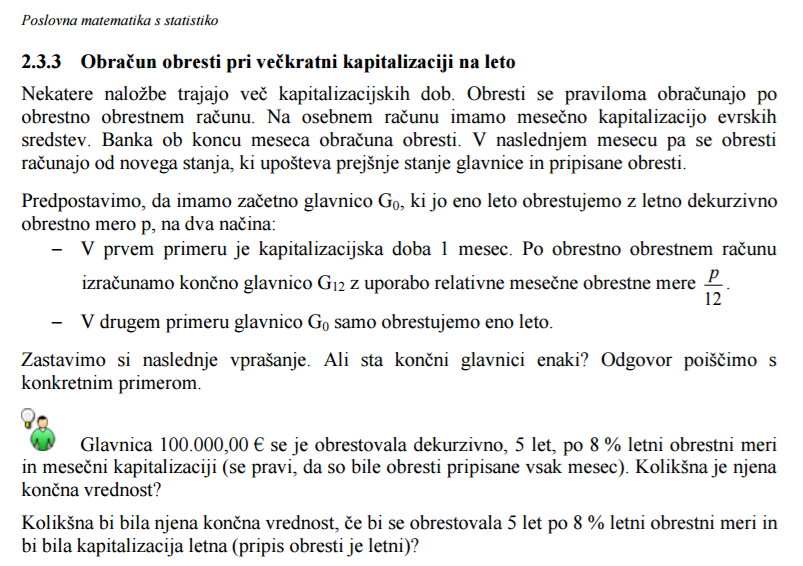 Poslovna matematika s statistiko
2.3.3 Obračun obresti pri večkratni kapitalizaciji na leto
Nekatere naložbe trajajo več kapitalizacijskih dob. Obresti se praviloma obračunajo po
obrestno obrestnem računu. Na osebnem računu imamo mesečno kapitalizacijo evrskih
sredstev. Banka ob koncu meseca obračuna obresti. V naslednjem mesecu pa se obresti
računajo od novega stanja, ki upošteva prejšnje stanje glavnice in pripisane obresti.
Predpostavimo, da imamo začetno glavnico G₀, ki jo eno leto obrestujemo z letno dekurzivno
obrestno mero p, na dva načina:
– V prvem primeru je kapitalizacijska doba 1 mesec. Po obrestno obrestnem računu
izračunamo končno glavnico G₁₂ z uporabo relativne mesečne obrestne mere p/12.
– V drugem primeru glavnico G₀ samo obrestujemo eno leto.
Zastavimo si naslednje vprašanje. Ali sta končni glavnici enaki? Odgovor poiščimo s
konkretnim primerom.
Glavnica 100.000,00 € se je obrestovala dekurzivno, 5 let, po 8 % letni obrestni meri
in mesečni kapitalizaciji (se pravi, da so bile obresti pripisane vsak mesec). Kolikšna je njena
končna vrednost?
Kolikšna bi bila njena končna vrednost, če bi se obrestovala 5 let po 8 % letni obrestni meri in
bi bila kapitalizacija letna (pripis obresti je letni)?